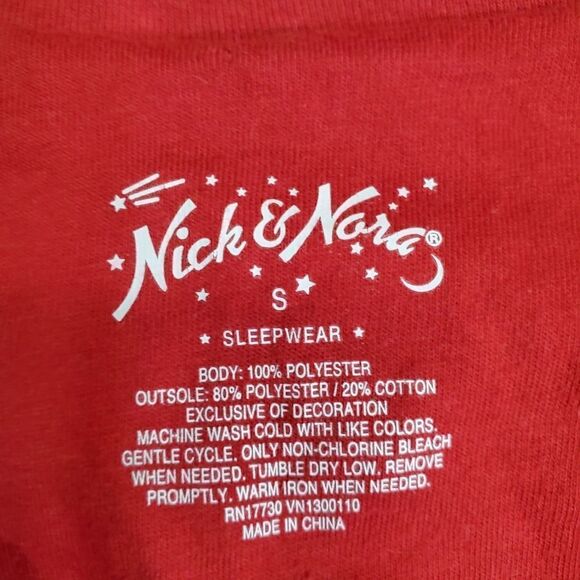 Nick & Nora®
S
★ SLEEPWEAR ★
BODY: 100% POLYESTER
OUTSOLE: 80% POLYESTER / 20% COTTON
EXCLUSIVE OF DECORATION
MACHINE WASH COLD WITH LIKE COLORS.
GENTLE CYCLE. ONLY NON-CHLORINE BLEACH
WHEN NEEDED. TUMBLE DRY LOW. REMOVE
PROMPTLY. WARM IRON WHEN NEEDED.
RN17730 VN1300110
MADE IN CHINA